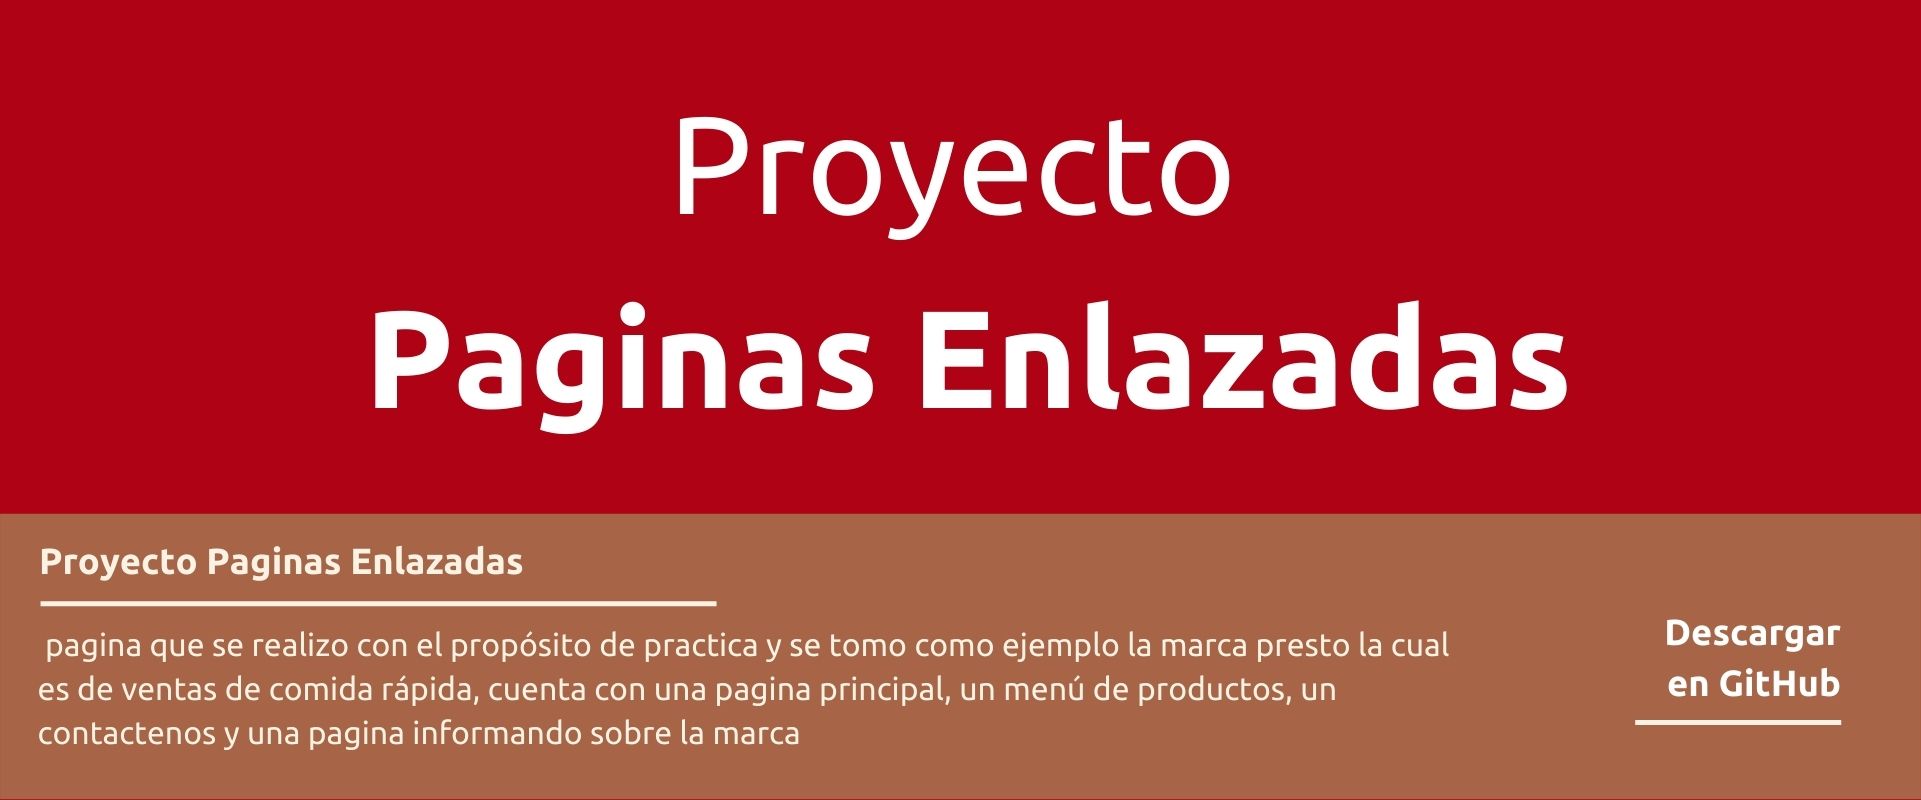 Proyecto
Paginas Enlazadas
Proyecto Paginas Enlazadas
pagina que se realizo con el propósito de practica y se tomo como ejemplo la marca presto la cual
es de ventas de comida rápida, cuenta con una pagina principal, un menú de productos, un
contactenos y una pagina informando sobre la marca
Descargar
en GitHub